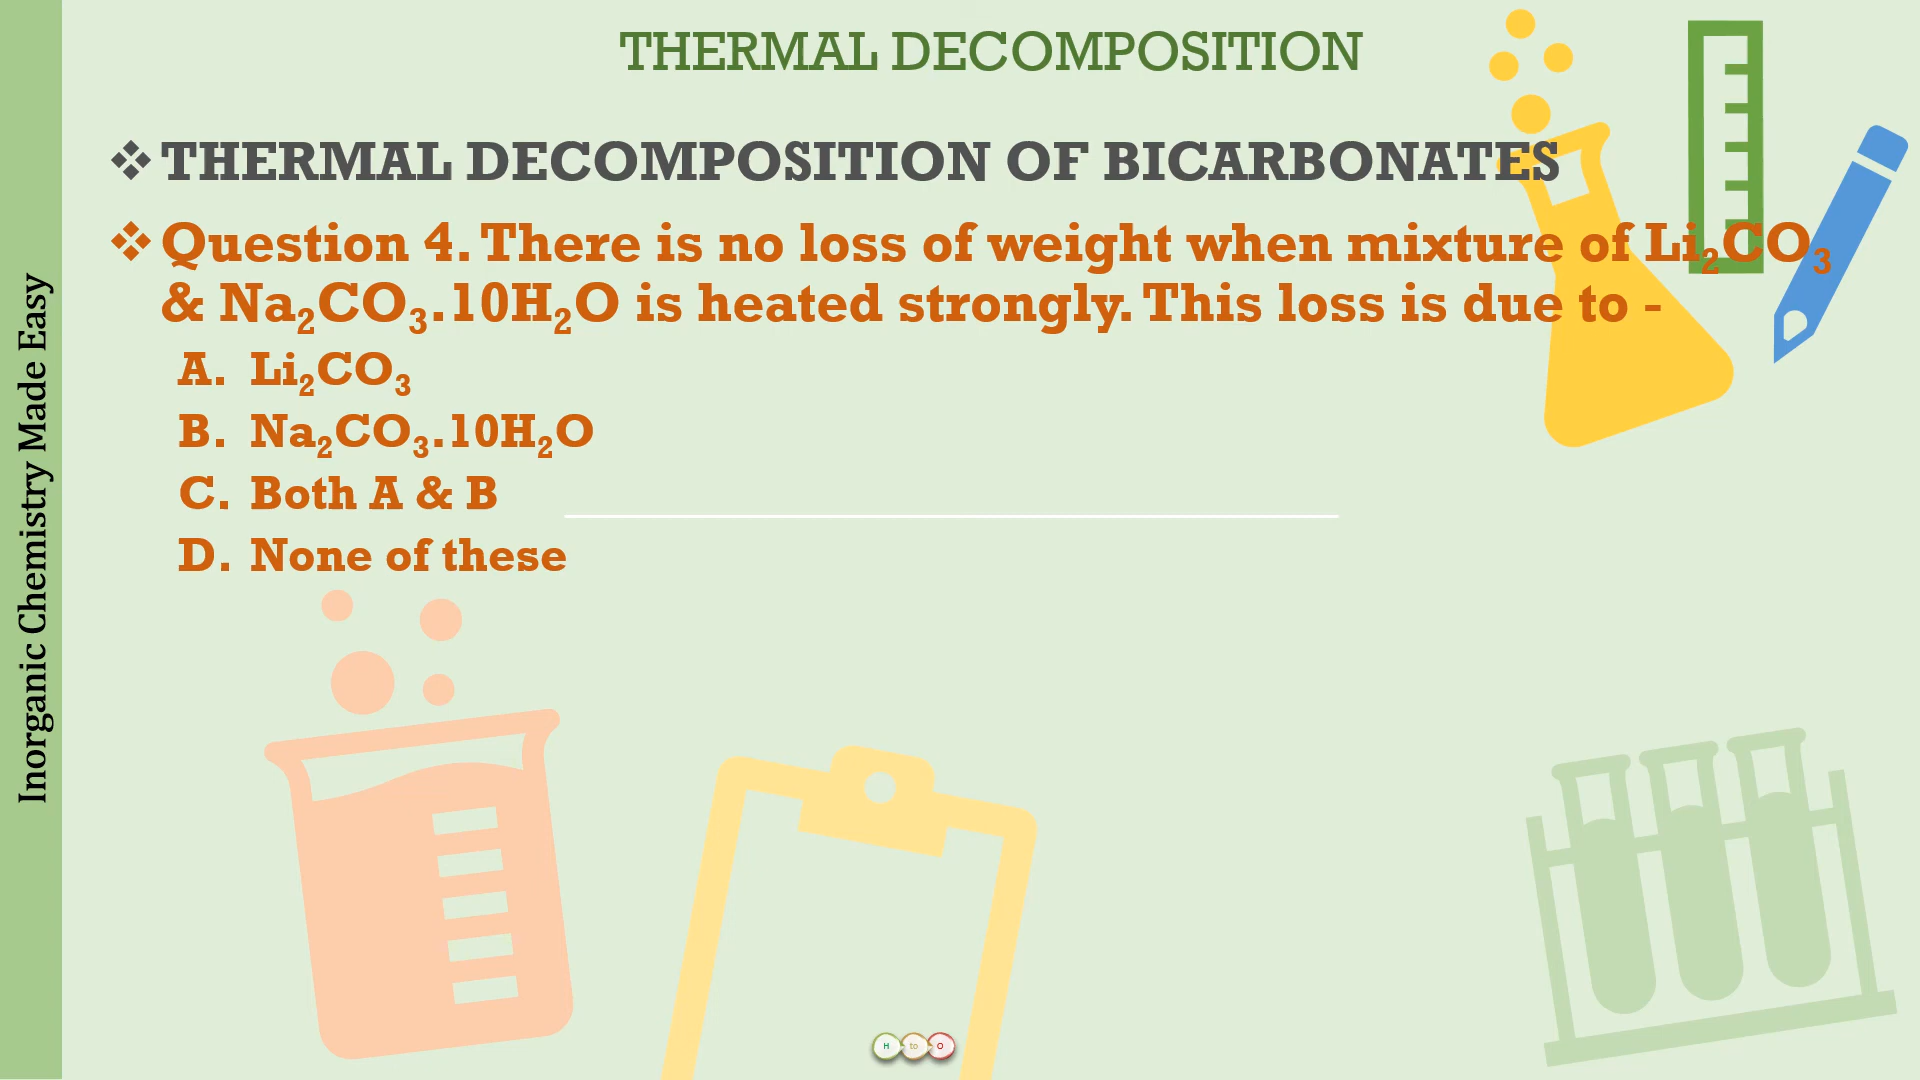 THERMAL DECOMPOSITION
❖ THERMAL DECOMPOSITION OF BICARBONATES
❖ Question 4. There is no loss of weight when mixture of Li₂CO₃
& Na₂CO₃.10H₂O is heated strongly. This loss is due to -
A. Li₂CO₃
B. Na₂CO₃.10H₂O
C. Both A & B
D. None of these
Inorganic Chemistry Made Easy
H to O